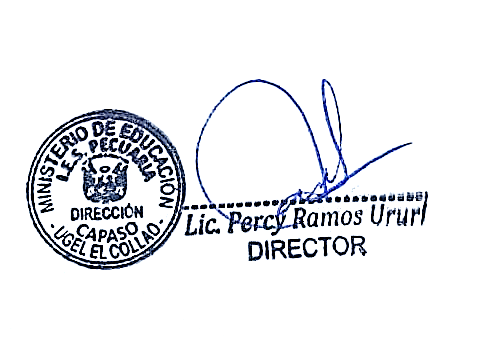 MINISTERIO DE EDUCACIÓN
I.E.S. PECUARIA
DIRECCIÓN
CAPASO
- UGEL EL COLLAO -
Lic. Percy Ramos Ururi
DIRECTOR